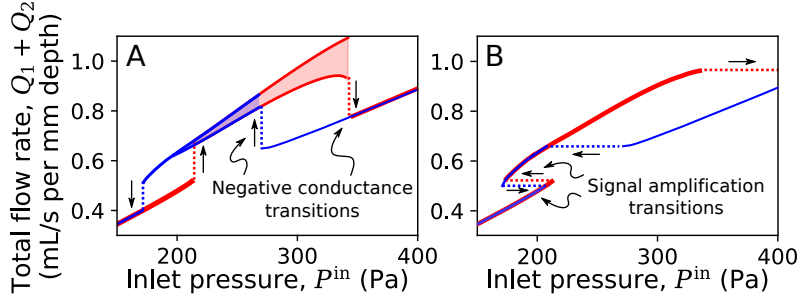 Total flow rate, Q₁ + Q₂
(mL/s per mm depth)
A
1.0
0.8
0.6
0.4
Negative conductance
transitions
200
300
400
Inlet pressure, Pⁱⁿ (Pa)
B
1.0
0.8
0.6
0.4
Signal amplification
transitions
200
300
400
Inlet pressure, Pⁱⁿ (Pa)